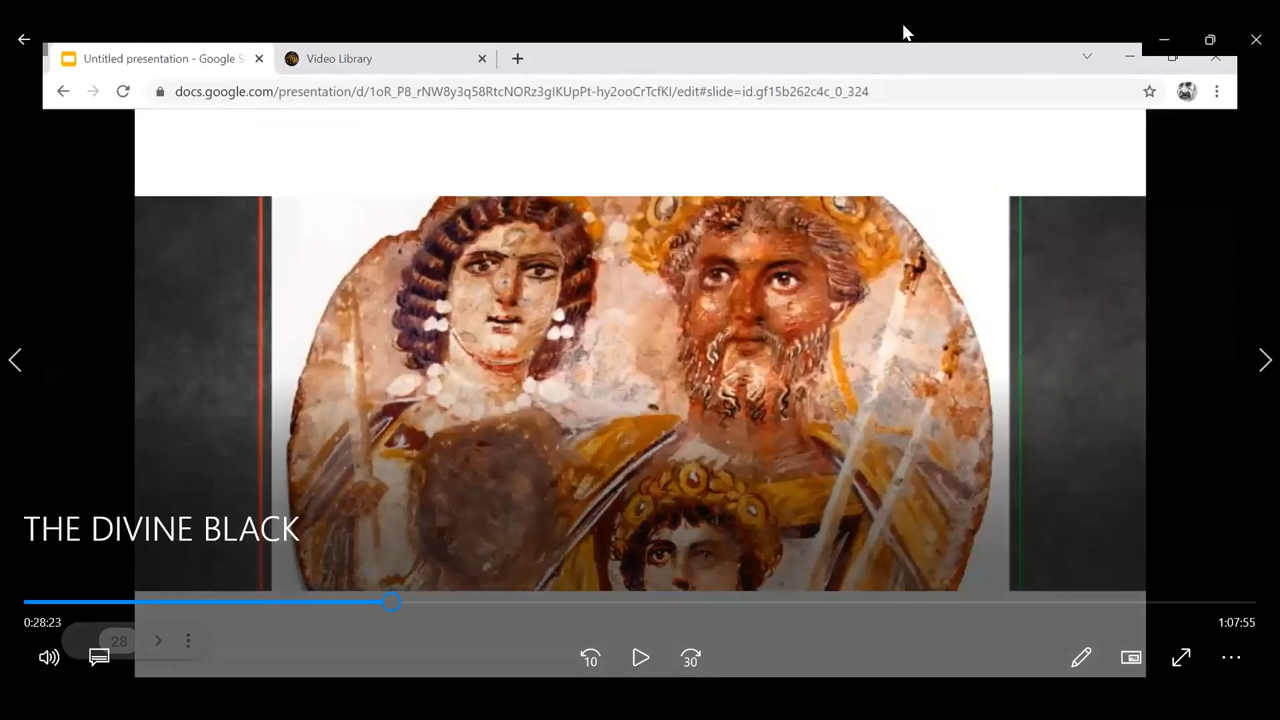 Untitled presentation - Google S
Video Library
docs.google.com/presentation/d/1oR_P8_rNW8y3q58RtcNORz3glKUpPt-hy2ooCrTcfKI/edit#slide=id.gf15b262c4c_0_324
THE DIVINE BLACK
0:28:23
1:07:55
28
10
30